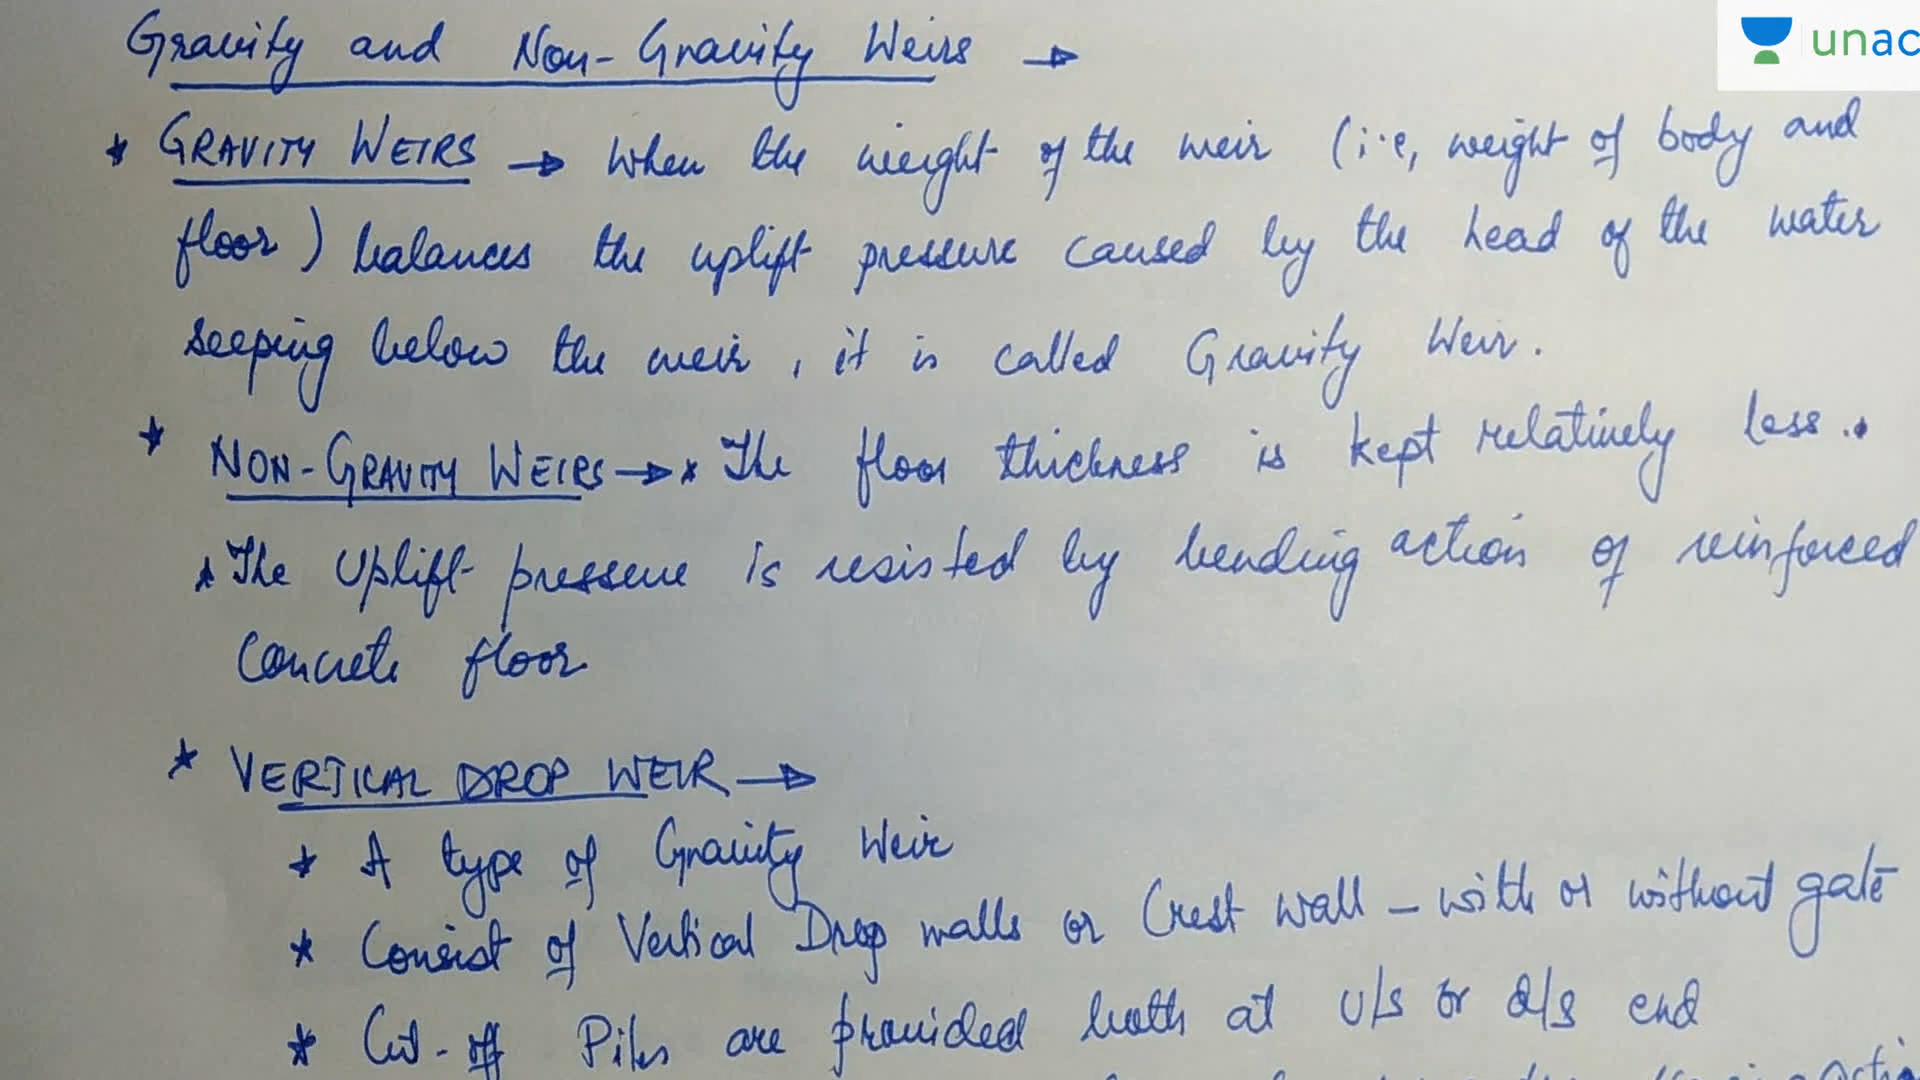 Gravity and Non-Gravity Weirs →
unac
* GRAVITY WEIRS → When the weight of the weir (i.e, weight of body and
floor) balances the uplift pressure caused by the head of the water
seeping below the weir, it is called Gravity Weir.
* NON-GRAVITY WEIRS → * The floor thickness is kept relatively less.
* The Uplift pressure is resisted by bending action of reinforced
Concrete floor
* VERTICAL DROP WEIR →
* A type of Gravity Weir
* Consist of Vertical Drop walls or Crest wall - with or without gate
* Cut-off Piles are provided both at U/S or d/s end